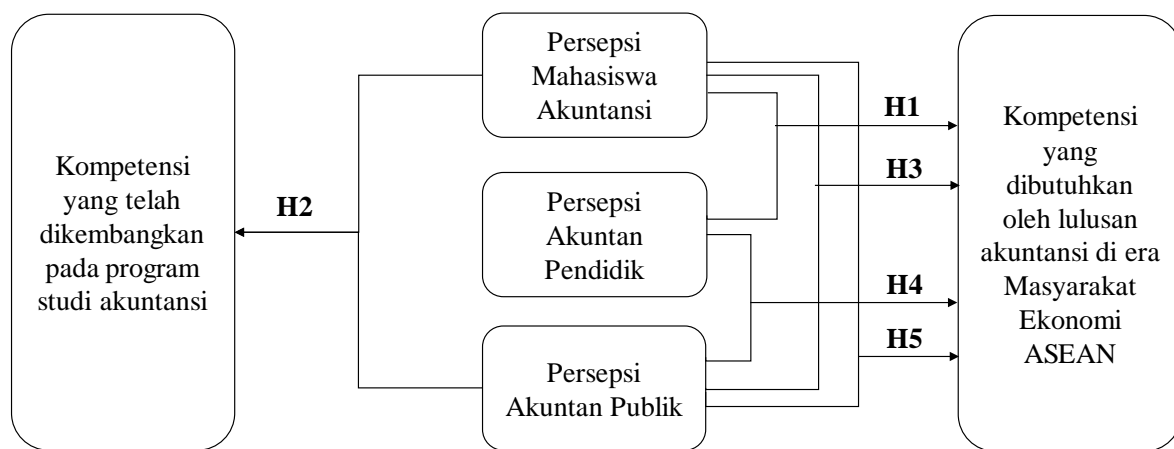 Kompetensi
yang telah
dikembangkan
pada program
studi akuntansi
H2
Persepsi
Mahasiswa
Akuntansi
Persepsi
Akuntan
Pendidik
Persepsi
Akuntan Publik
H1
H3
H4
H5
Kompetensi
yang
dibutuhkan
oleh lulusan
akuntansi di era
Masyarakat
Ekonomi
ASEAN